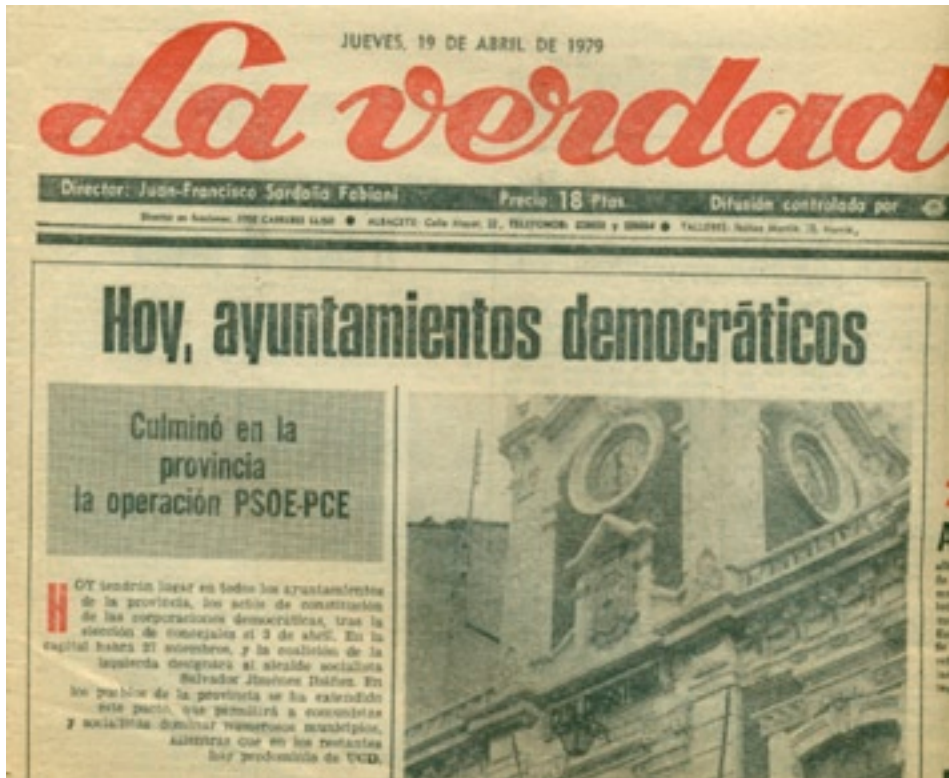 JUEVES, 19 DE ABRIL DE 1979
La verdad
Director: Juan-Francisco Sardaña Fabiani Precio 18 Ptas. Difusión controlada por
ALBACETE: Calle TELEFONOS: y TALLERES:
Hoy, ayuntamientos democráticos
Culminó en la
provincia
la operación PSOE-PCE
HOY tendrán lugar en todos los ayuntamientos
de la provincia, los actos de constitución
de las corporaciones democráticas, tras la
elección de concejales el 3 de abril. En la
capital habrá 27 miembros, y la coalición de la
izquierda designará al alcalde socialista
Salvador Jiménez Ibáñez. En
los pueblos de la provincia se ha extendido
este pacto, que permitirá a comunistas
y socialistas dominar numerosos municipios,
mientras que en los restantes
hay predominio de UCD.